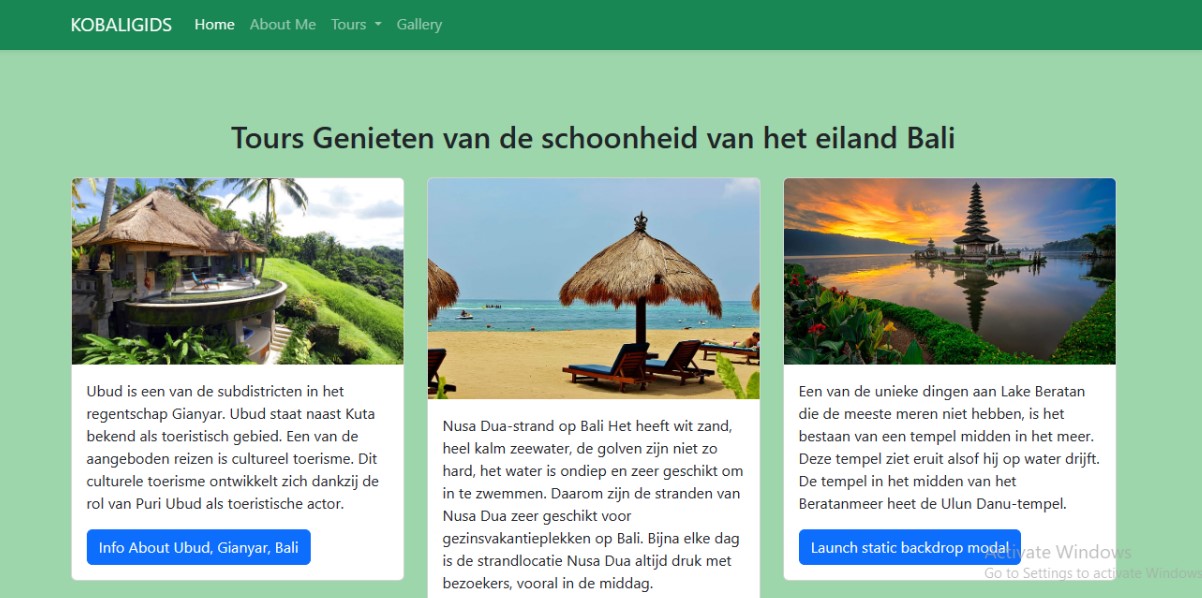 KOBALIGIDS Home About Me Tours Gallery
Tours Genieten van de schoonheid van het eiland Bali
Ubud is een van de subdistricten in het
regentschap Gianyar. Ubud staat naast Kuta
bekend als toeristisch gebied. Een van de
aangeboden reizen is cultureel toerisme. Dit
culturele toerisme ontwikkelt zich dankzij de
rol van Puri Ubud als toeristische actor.
Info About Ubud, Gianyar, Bali
Nusa Dua-strand op Bali Het heeft wit zand,
heel kalm zeewater, de golven zijn niet zo
hard, het water is ondiep en zeer geschikt om
in te zwemmen. Daarom zijn de stranden van
Nusa Dua zeer geschikt voor
gezinsvakantieplekken op Bali. Bijna elke dag
is de strandlocatie Nusa Dua altijd druk met
bezoekers, vooral in de middag.
Een van de unieke dingen aan Lake Beratan
die de meeste meren niet hebben, is het
bestaan van een tempel midden in het meer.
Deze tempel ziet eruit alsof hij op water drijft.
De tempel in het midden van het
Beratanmeer heet de Ulun Danu-tempel.
Launch static backdrop modal
Activate Windows
Go to Settings to activate Windows